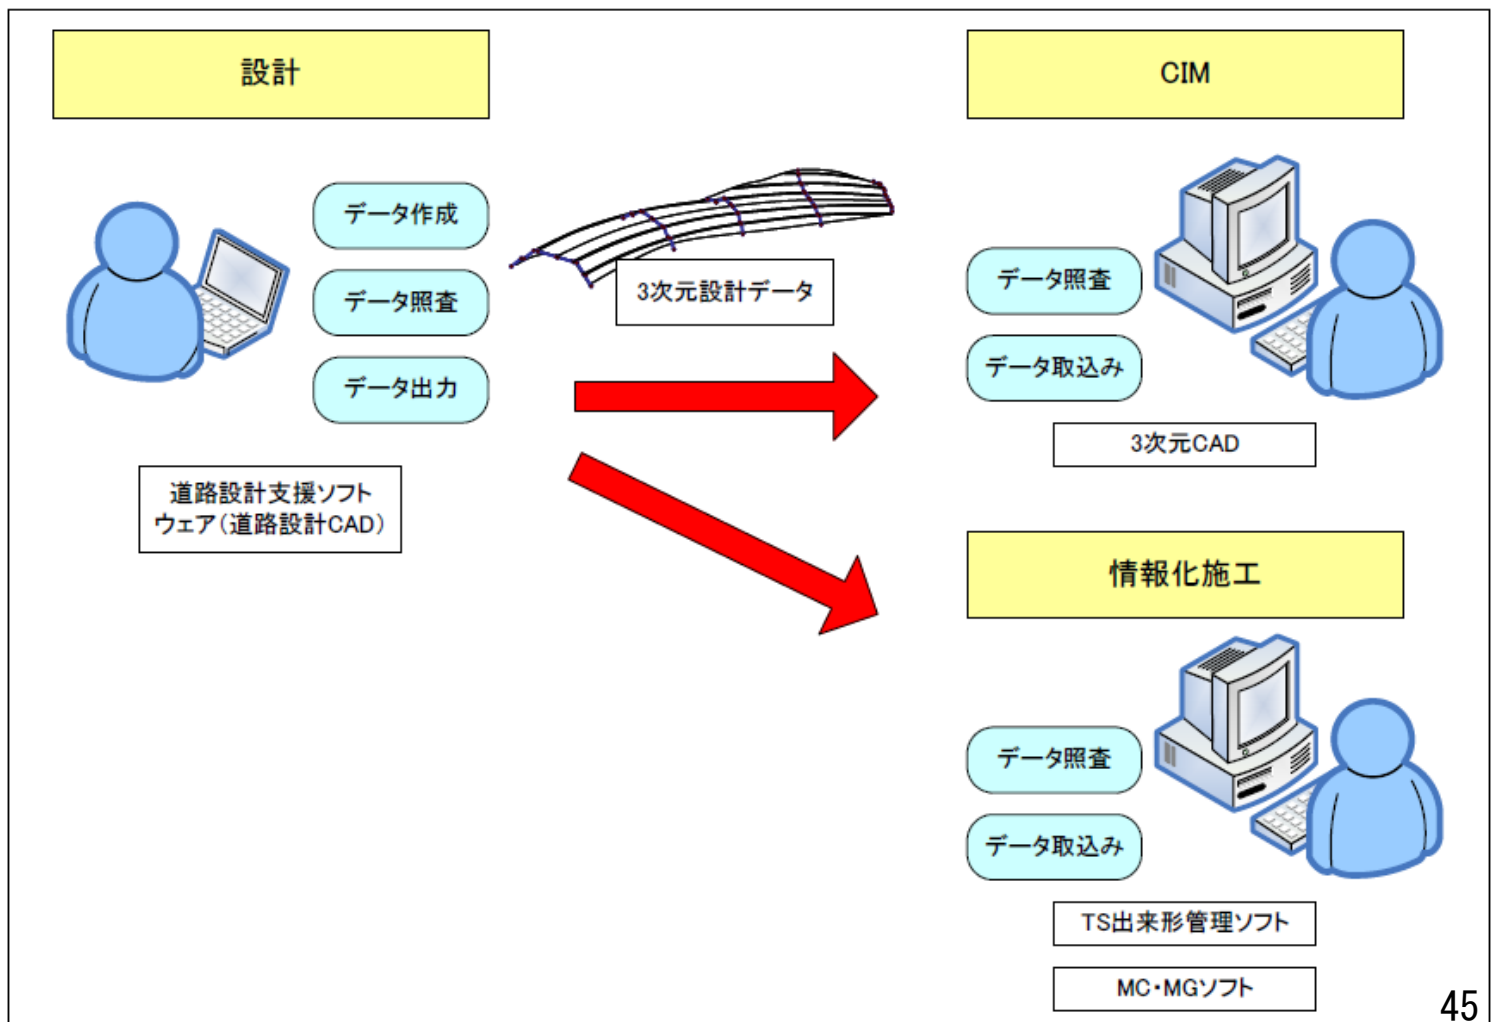 設計
データ作成
データ照査
データ出力
道路設計支援ソフト
ウェア(道路設計CAD)
3次元設計データ
CIM
データ照査
データ取込み
3次元CAD
情報化施工
データ照査
データ取込み
TS出来形管理ソフト
MC・MGソフト
45